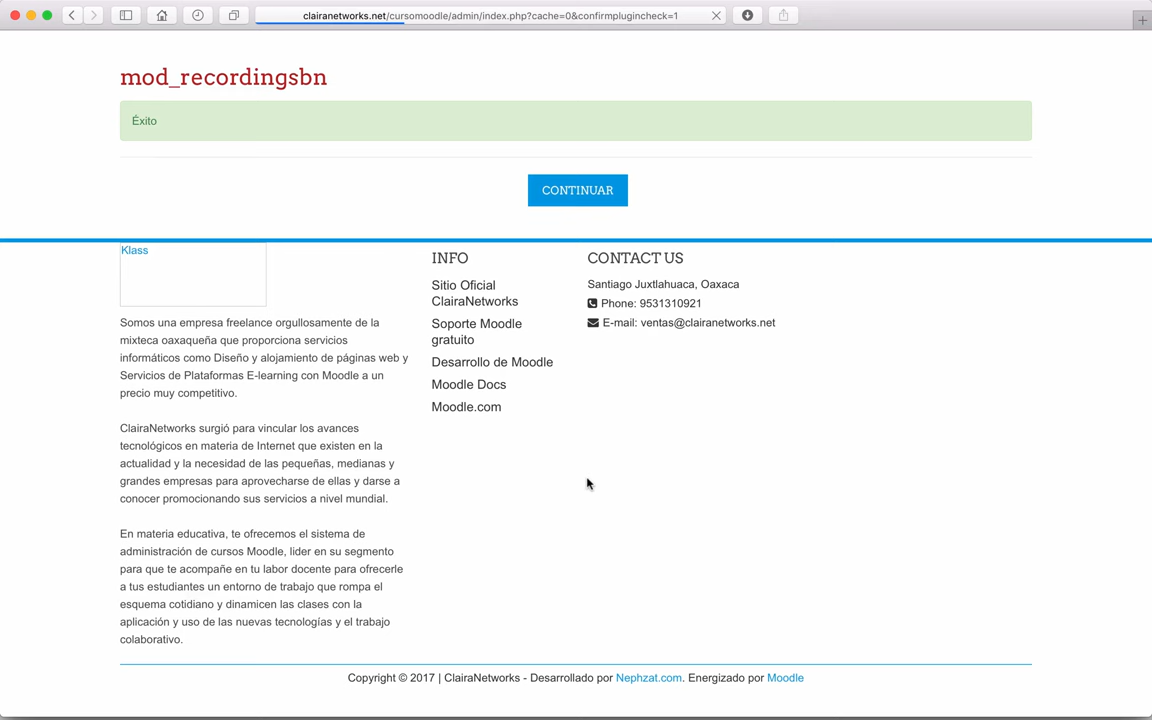 clairanetworks.net/cursomoodle/admin/index.php?cache=0&confirmplugincheck=1
mod_recordingsbn
Éxito
CONTINUAR
Klass
Somos una empresa freelance orgullosamente de la
mixteca oaxaqueña que proporciona servicios
informáticos como Diseño y alojamiento de páginas web y
Servicios de Plataformas E-learning con Moodle a un
precio muy competitivo.
ClairaNetworks surgió para vincular los avances
tecnológicos en materia de Internet que existen en la
actualidad y la necesidad de las pequeñas, medianas y
grandes empresas para aprovecharse de ellas y darse a
conocer promocionando sus servicios a nivel mundial.
En materia educativa, te ofrecemos el sistema de
administración de cursos Moodle, lider en su segmento
para que te acompañe en tu labor docente para ofrecerle
a tus estudiantes un entorno de trabajo que rompa el
esquema cotidiano y dinamicen las clases con la
aplicación y uso de las nuevas tecnologías y el trabajo
colaborativo.
INFO
Sitio Oficial
ClairaNetworks
Soporte Moodle
gratuito
Desarrollo de Moodle
Moodle Docs
Moodle.com
CONTACT US
Santiago Juxtlahuaca, Oaxaca
Phone: 9531310921
E-mail: ventas@clairanetworks.net
Copyright © 2017 | ClairaNetworks - Desarrollado por Nephzat.com. Energizado por Moodle